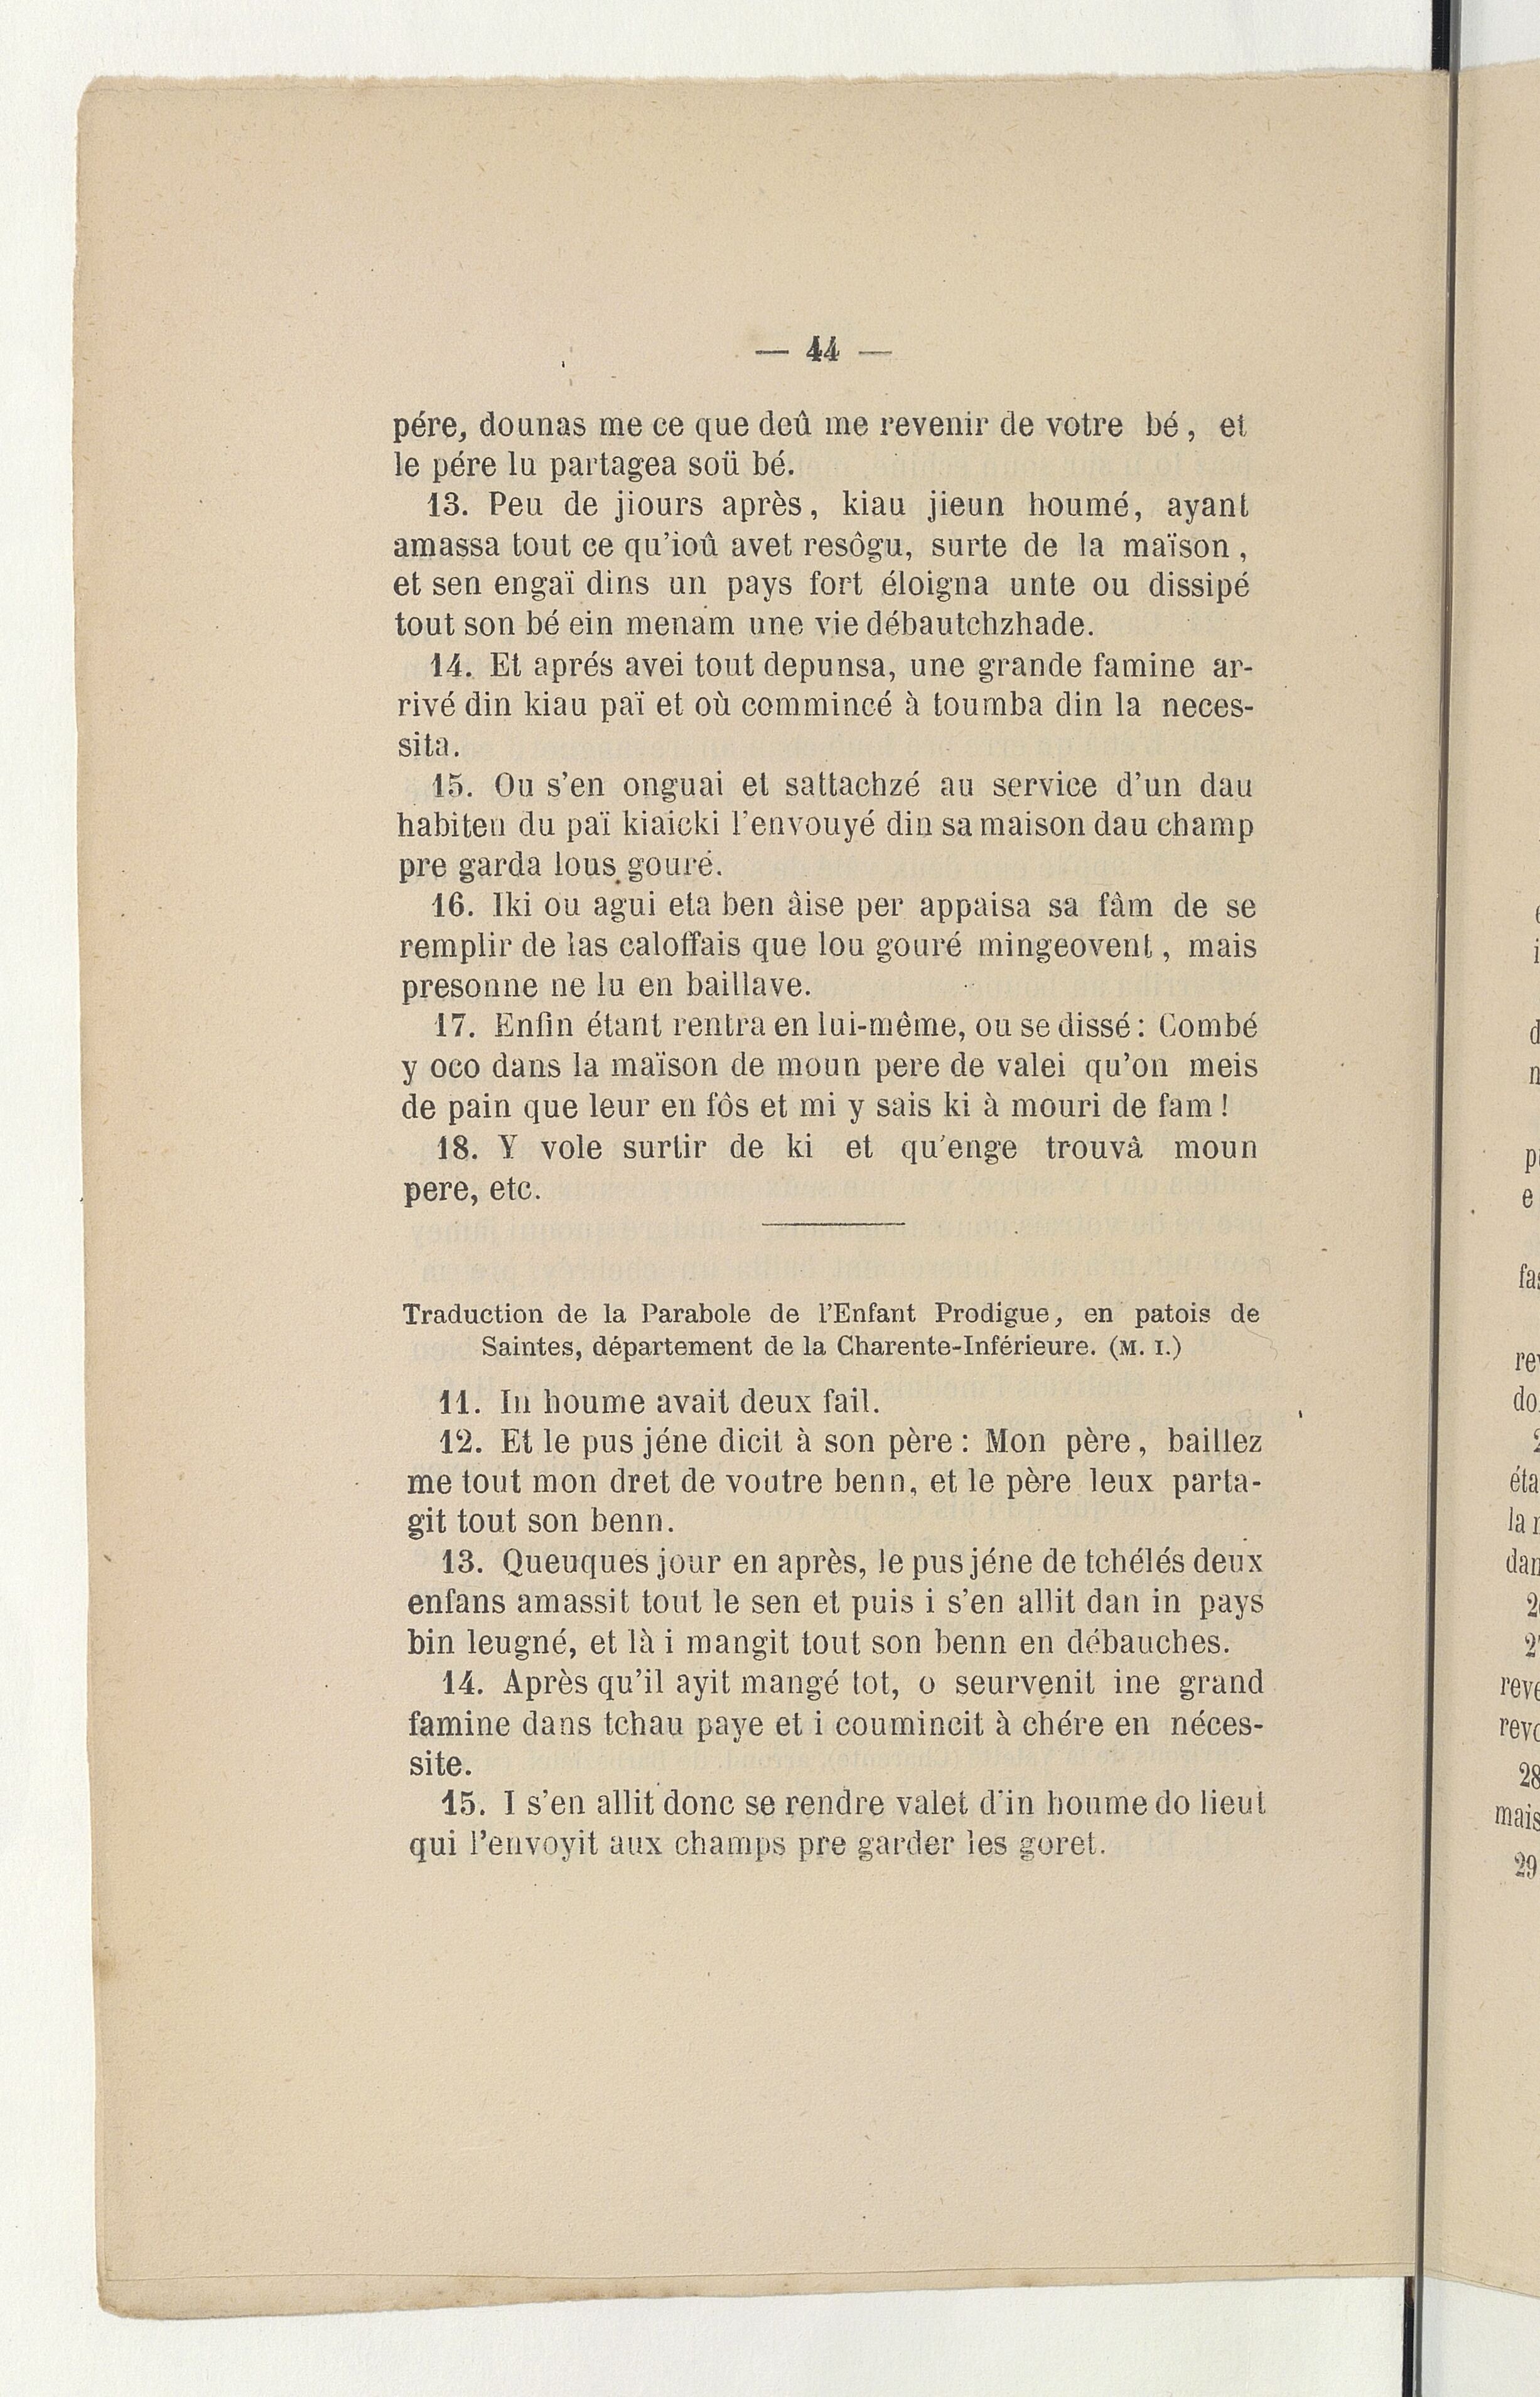 — 44 —
pére, dounas me ce que deû me revenir de votre bé, et
le pére lu partagea soü bé.
13. Peu de jiours après, kiau jieun houmé, ayant
amassa tout ce qu'ioû avet resôgu, surte de la maïson,
et sen engaï dins un pays fort éloigna unte ou dissipé
tout son bé ein menam une vie débautchzhade.
14. Et aprés avei tout depunsa, une grande famine ar-
rivé din kiau paï et où commincé à toumba din la neces-
sita.
15. Ou s'en onguai et sattachzé au service d'un dau
habiten du paï kiaicki l'envouyé din sa maison dau champ
pre garda lous gouré.
16. Iki ou agui eta ben âise per appaisa sa fâm de se
remplir de las caloffais que lou gouré mingeovent, mais
presonne ne lu en baillave.
17. Enfin étant rentra en lui-même, ou se dissé: Combé
y oco dans la maïson de moun pere de valei qu'on meis
de pain que leur en fôs et mi y sais ki à mouri de fam!
18. Y vole surtir de ki et qu'enge trouvâ moun
pere, etc.
Traduction de la Parabole de l'Enfant Prodigue, en patois de
Saintes, département de la Charente-Inférieure. (M. I.)
11. In houme avait deux fail.
12. Et le pus jéne dicit à son père: Mon père, baillez
me tout mon dret de voutre benn, et le père leux parta-
git tout son benn.
13. Queuques jour en après, le pus jéne de tchélés deux
enfans amassit tout le sen et puis i s'en allit dan in pays
bin leugné, et là i mangit tout son benn en débauches.
14. Après qu'il ayit mangé tot, o seurvenit ine grand
famine dans tchau paye et i coumincit à chére en néces-
site.
15. I s'en allit donc se rendre valet d'in houme do lieut
qui l'envoyit aux champs pre garder les goret.